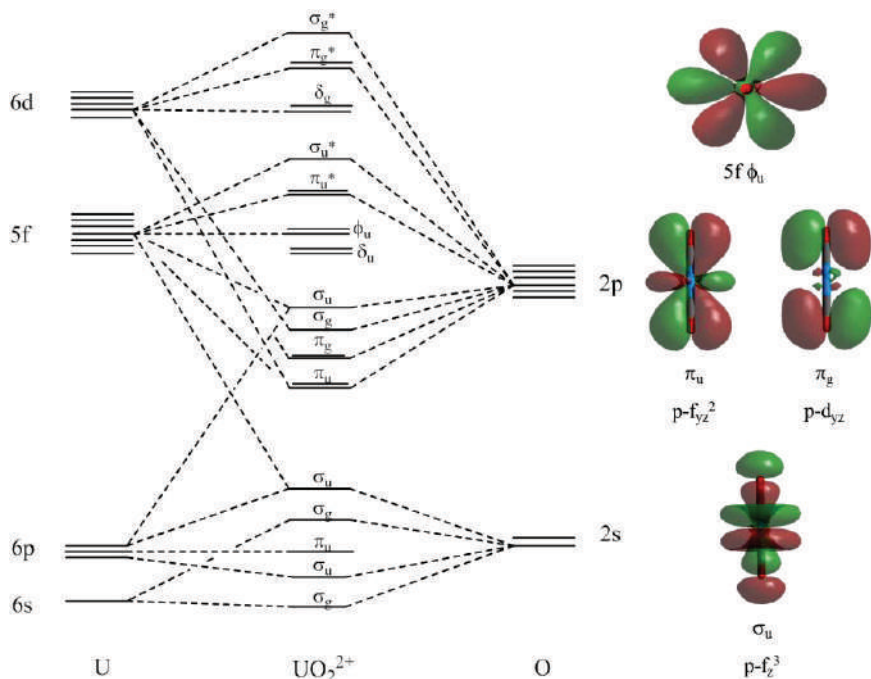 σg*
πg*
6d
δg
σu*
πu*
5f
ϕu
δu
σu
σg
πg
πu
2p
σu
σg
6p
πu
2s
σu
6s
σg
U
UO₂²⁺
O
5f ϕu
πu
πg
p-fyz²
p-dyz
σu
p-fz³